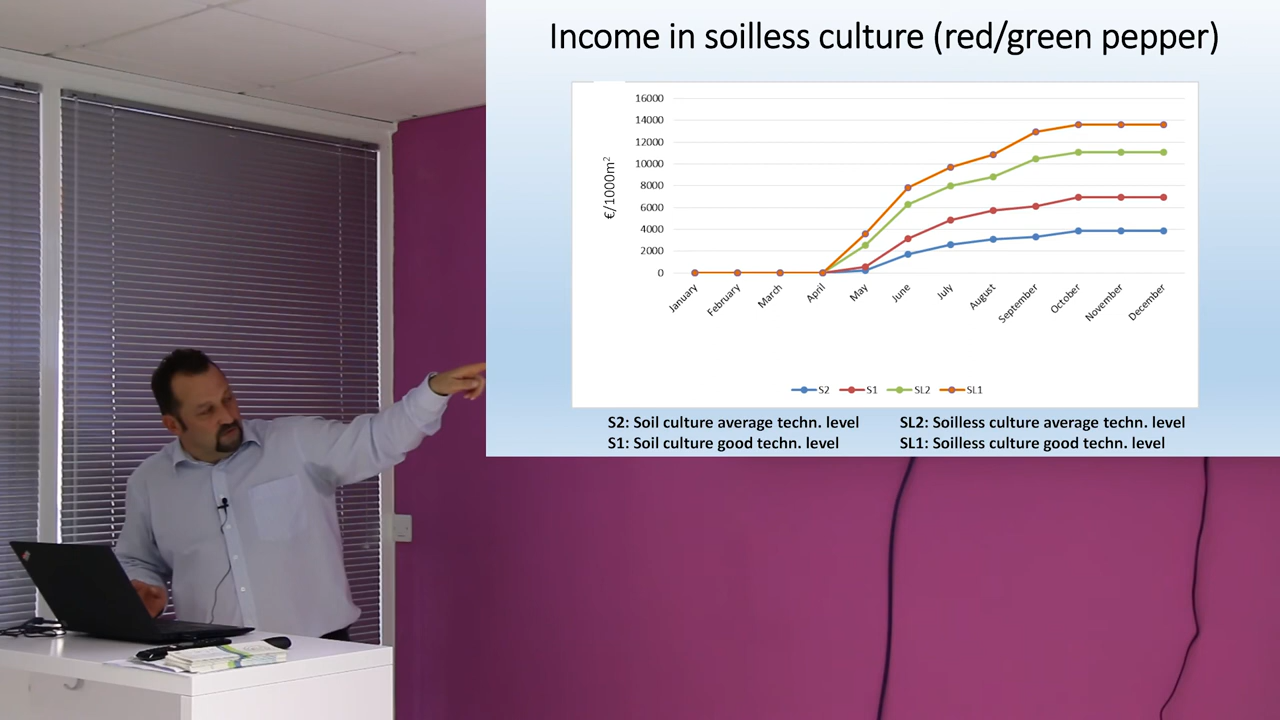 Income in soilless culture (red/green pepper)
€/1000m²
16000
14000
12000
10000
8000
6000
4000
2000
0
January
February
March
April
May
June
July
August
September
October
November
December
S2
S1
SL2
SL1
S2: Soil culture average techn. level
SL2: Soilless culture average techn. level
S1: Soil culture good techn. level
SL1: Soilless culture good techn. level